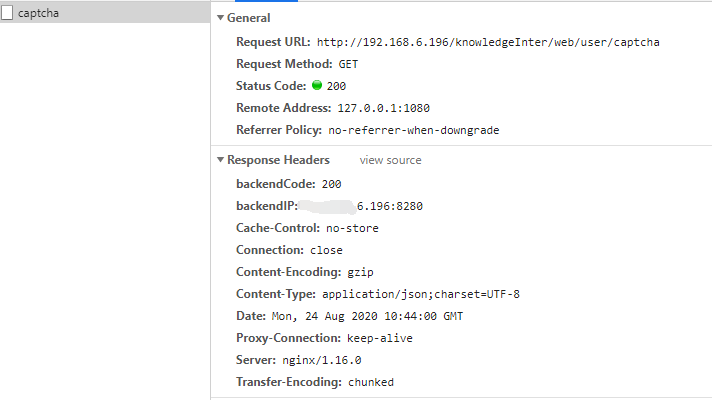 captcha
General
Request URL: http://192.168.6.196/knowledgeInter/web/user/captcha
Request Method: GET
Status Code: 200
Remote Address: 127.0.0.1:1080
Referrer Policy: no-referrer-when-downgrade
Response Headers view source
backendCode: 200
backendIP: 6.196:8280
Cache-Control: no-store
Connection: close
Content-Encoding: gzip
Content-Type: application/json;charset=UTF-8
Date: Mon, 24 Aug 2020 10:44:00 GMT
Proxy-Connection: keep-alive
Server: nginx/1.16.0
Transfer-Encoding: chunked